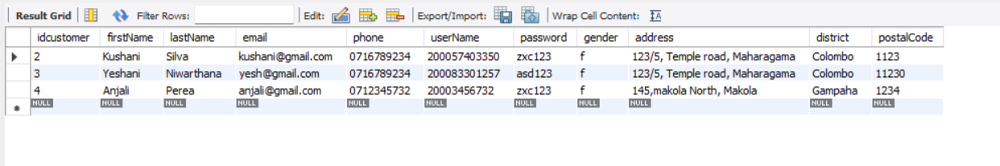 Result Grid Filter Rows: Edit: Export/Import: Wrap Cell Content: IA
idcustomer firstName lastName email phone userName password gender address district postalCode
2 Kushani Silva kushani@gmail.com 0716789234 200057403350 zxc123 f 123/5, Temple road, Maharagama Colombo 1123
3 Yeshani Niwarthana yesh@gmail.com 0716789234 200083301257 asd123 f 123/5, Temple road, Maharagama Colombo 11230
4 Anjali Perea anjali@gmail.com 0712345732 20003456732 zxc123 f 145,makola North, Makola Gampaha 1234
NULL NULL NULL NULL NULL NULL NULL NULL NULL NULL NULL